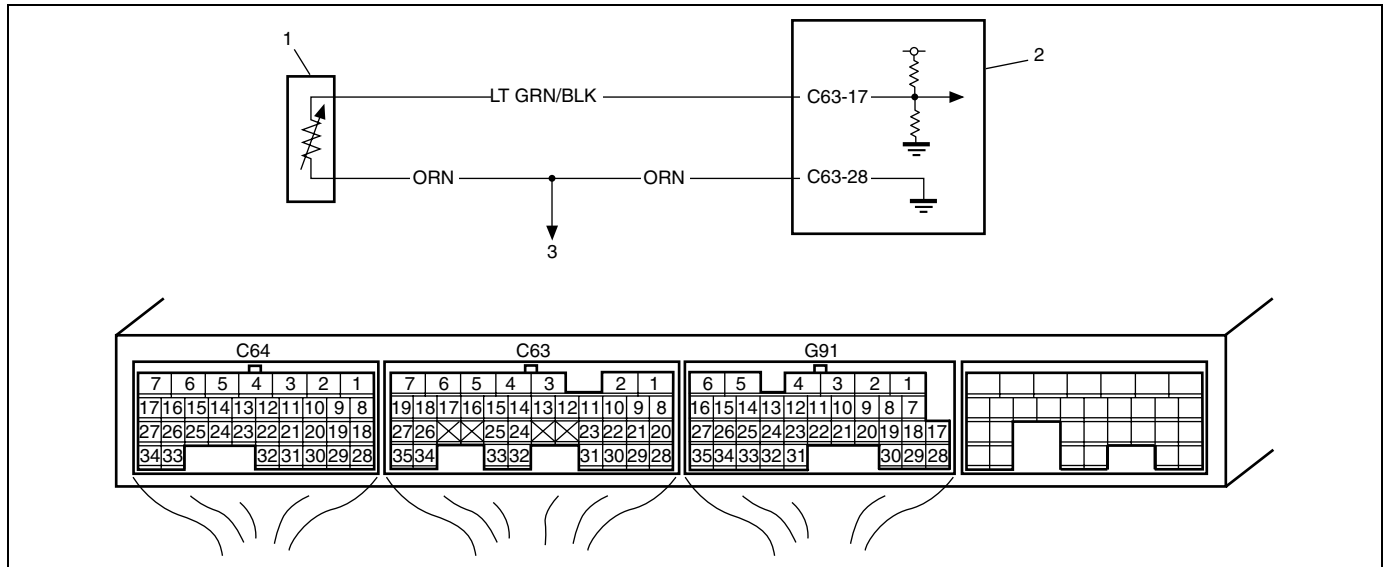 1
2
LT GRN/BLK
C63-17
ORN
ORN
C63-28
3
C64
C63
G91
7 6 5 4 3 2 1
7 6 5 4 3 2 1
6 5 4 3 2 1
17 16 15 14 13 12 11 10 9 8
19 18 17 16 15 14 13 12 11 10 9 8
16 15 14 13 12 11 10 9 8 7
27 26 25 24 23 22 21 20 19 18
27 26 25 24 23 22 21 20
27 26 25 24 23 22 21 20 19 18 17
34 33 32 31 30 29 28
35 34 33 32 31 30 29 28
35 34 33 32 31 30 29 28